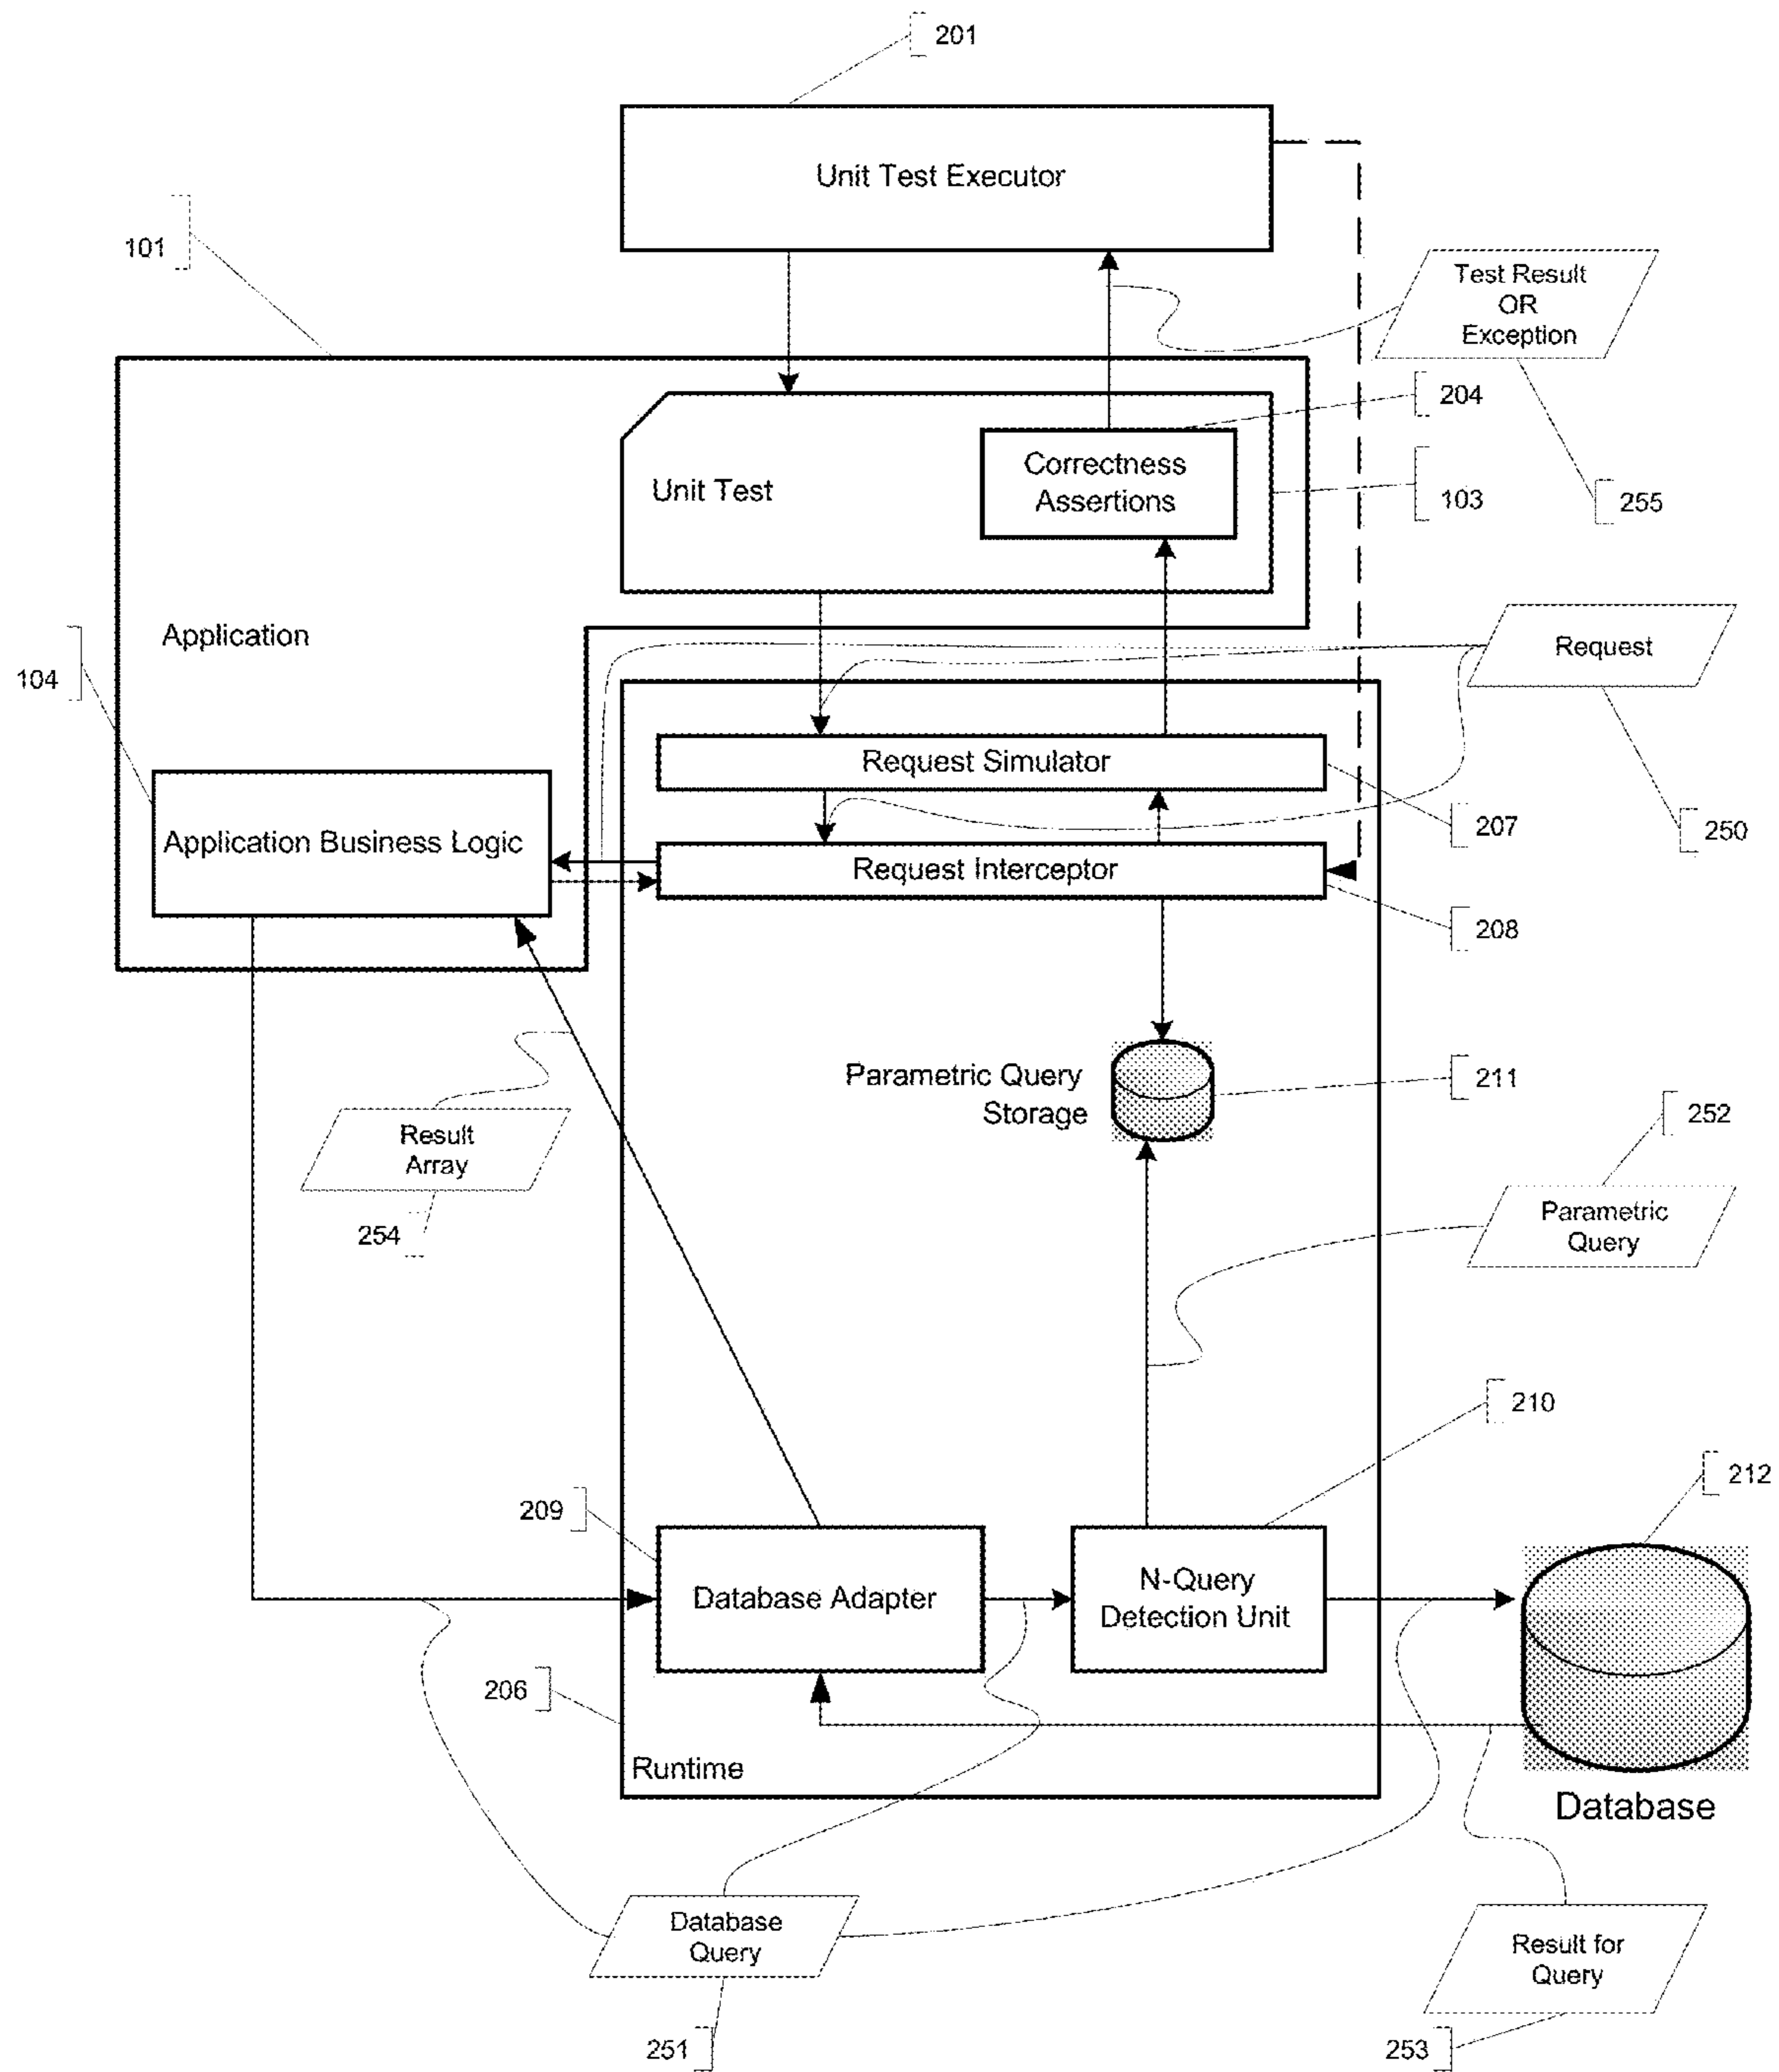 201
Unit Test Executor
101
Test Result
OR
Exception
204
Correctness
Assertions
Unit Test
103
255
Application
Request
104
Request Simulator
207
250
Application Business Logic
Request Interceptor
208
Parametric Query
Storage
211
252
Result
Array
254
Parametric
Query
210
212
209
Database Adapter
N-Query
Detection Unit
206
Runtime
Database
Database
Query
Result for
Query
251
253